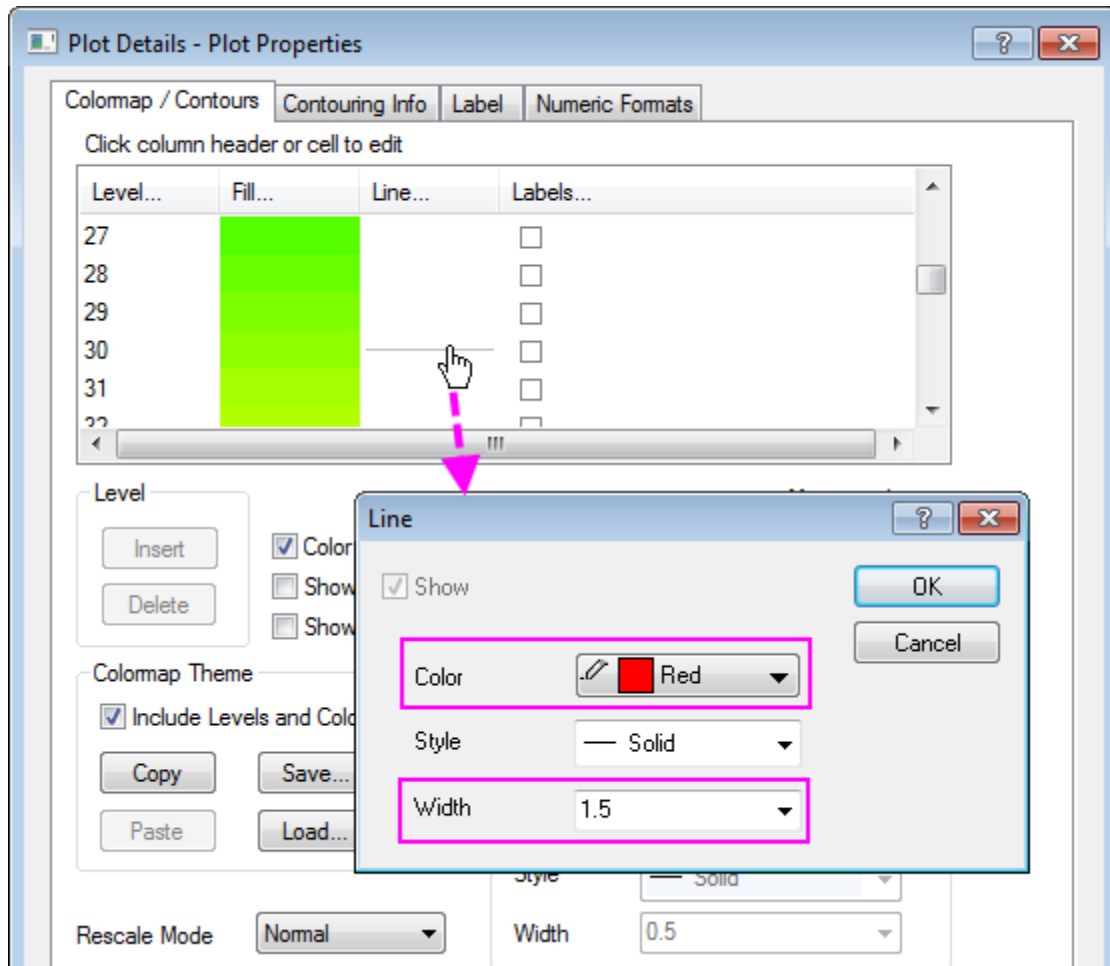 Plot Details - Plot Properties
Colormap / Contours Contouring Info Label Numeric Formats
Click column header or cell to edit
Level... Fill... Line... Labels...
27
28
29
30
31
Level
Insert
Delete
Color
Show
Show
Line
Show
OK
Cancel
Color Red
Style Solid
Width 1.5
Colormap Theme
Include Levels and Colo
Copy Save...
Paste Load...
Style Solid
Rescale Mode Normal Width 0.5